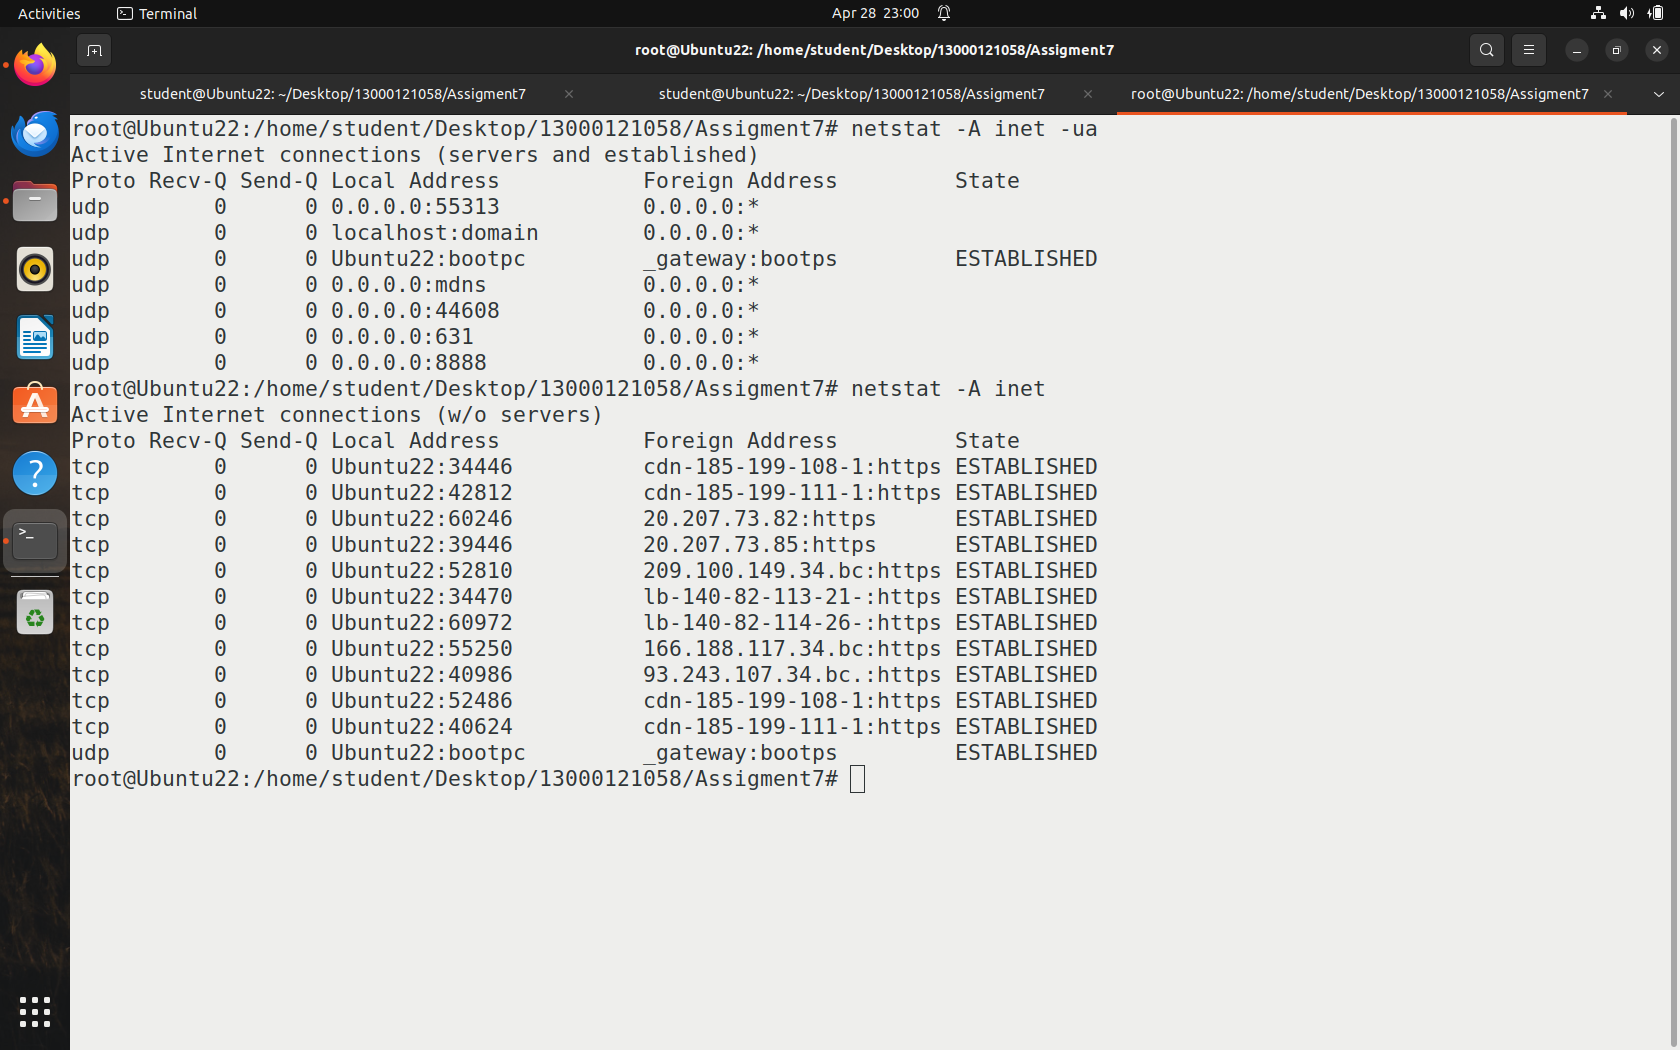 Activities Terminal Apr 28 23:00
root@Ubuntu22: /home/student/Desktop/13000121058/Assigment7
student@Ubuntu22: ~/Desktop/13000121058/Assigment7 student@Ubuntu22: ~/Desktop/13000121058/Assigment7 root@Ubuntu22: /home/student/Desktop/13000121058/Assigment7
root@Ubuntu22:/home/student/Desktop/13000121058/Assigment7# netstat -A inet -ua
Active Internet connections (servers and established)
Proto Recv-Q Send-Q Local Address           Foreign Address         State
udp        0      0 0.0.0.0:55313           0.0.0.0:*
udp        0      0 localhost:domain        0.0.0.0:*
udp        0      0 Ubuntu22:bootpc         _gateway:bootps         ESTABLISHED
udp        0      0 0.0.0.0:mdns            0.0.0.0:*
udp        0      0 0.0.0.0:44608           0.0.0.0:*
udp        0      0 0.0.0.0:631             0.0.0.0:*
udp        0      0 0.0.0.0:8888            0.0.0.0:*
root@Ubuntu22:/home/student/Desktop/13000121058/Assigment7# netstat -A inet
Active Internet connections (w/o servers)
Proto Recv-Q Send-Q Local Address           Foreign Address         State
tcp        0      0 Ubuntu22:34446          cdn-185-199-108-1:https ESTABLISHED
tcp        0      0 Ubuntu22:42812          cdn-185-199-111-1:https ESTABLISHED
tcp        0      0 Ubuntu22:60246          20.207.73.82:https      ESTABLISHED
tcp        0      0 Ubuntu22:39446          20.207.73.85:https      ESTABLISHED
tcp        0      0 Ubuntu22:52810          209.100.149.34.bc:https ESTABLISHED
tcp        0      0 Ubuntu22:34470          lb-140-82-113-21-:https ESTABLISHED
tcp        0      0 Ubuntu22:60972          lb-140-82-114-26-:https ESTABLISHED
tcp        0      0 Ubuntu22:55250          166.188.117.34.bc:https ESTABLISHED
tcp        0      0 Ubuntu22:40986          93.243.107.34.bc.:https ESTABLISHED
tcp        0      0 Ubuntu22:52486          cdn-185-199-108-1:https ESTABLISHED
tcp        0      0 Ubuntu22:40624          cdn-185-199-111-1:https ESTABLISHED
udp        0      0 Ubuntu22:bootpc         _gateway:bootps         ESTABLISHED
root@Ubuntu22:/home/student/Desktop/13000121058/Assigment7#